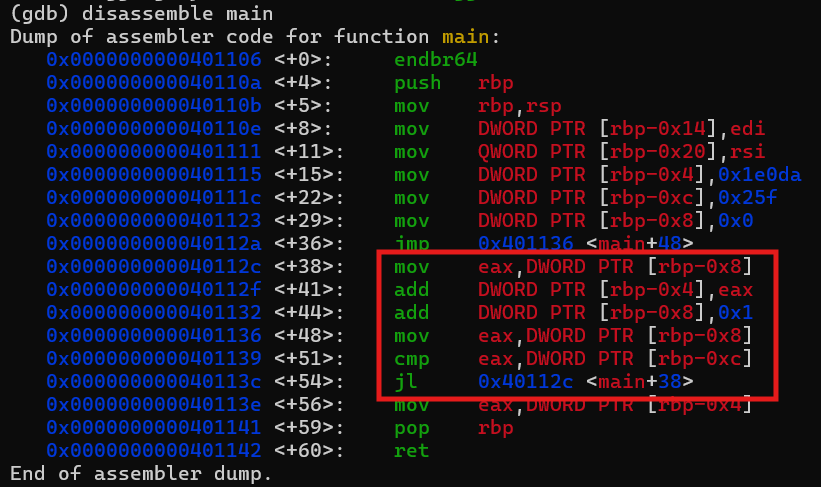 (gdb) disassemble main
Dump of assembler code for function main:
0x0000000000401106 <+0>: endbr64
0x000000000040110a <+4>: push rbp
0x000000000040110b <+5>: mov rbp,rsp
0x000000000040110e <+8>: mov DWORD PTR [rbp-0x14],edi
0x0000000000401111 <+11>: mov QWORD PTR [rbp-0x20],rsi
0x0000000000401115 <+15>: mov DWORD PTR [rbp-0x4],0x1e0da
0x000000000040111c <+22>: mov DWORD PTR [rbp-0xc],0x25f
0x0000000000401123 <+29>: mov DWORD PTR [rbp-0x8],0x0
0x000000000040112a <+36>: jmp 0x401136 <main+48>
0x000000000040112c <+38>: mov eax,DWORD PTR [rbp-0x8]
0x000000000040112f <+41>: add DWORD PTR [rbp-0x4],eax
0x0000000000401132 <+44>: add DWORD PTR [rbp-0x8],0x1
0x0000000000401136 <+48>: mov eax,DWORD PTR [rbp-0x8]
0x0000000000401139 <+51>: cmp eax,DWORD PTR [rbp-0xc]
0x000000000040113c <+54>: jl 0x40112c <main+38>
0x000000000040113e <+56>: mov eax,DWORD PTR [rbp-0x4]
0x0000000000401141 <+59>: pop rbp
0x0000000000401142 <+60>: ret
End of assembler dump.